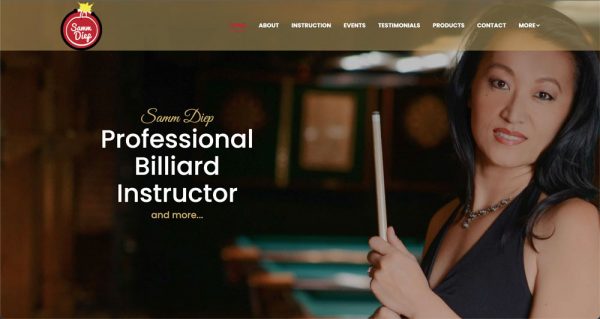 Samm
Diep
HOME ABOUT INSTRUCTION EVENTS TESTIMONIALS PRODUCTS CONTACT MORE
Samm Diep
Professional
Billiard
Instructor
and more...